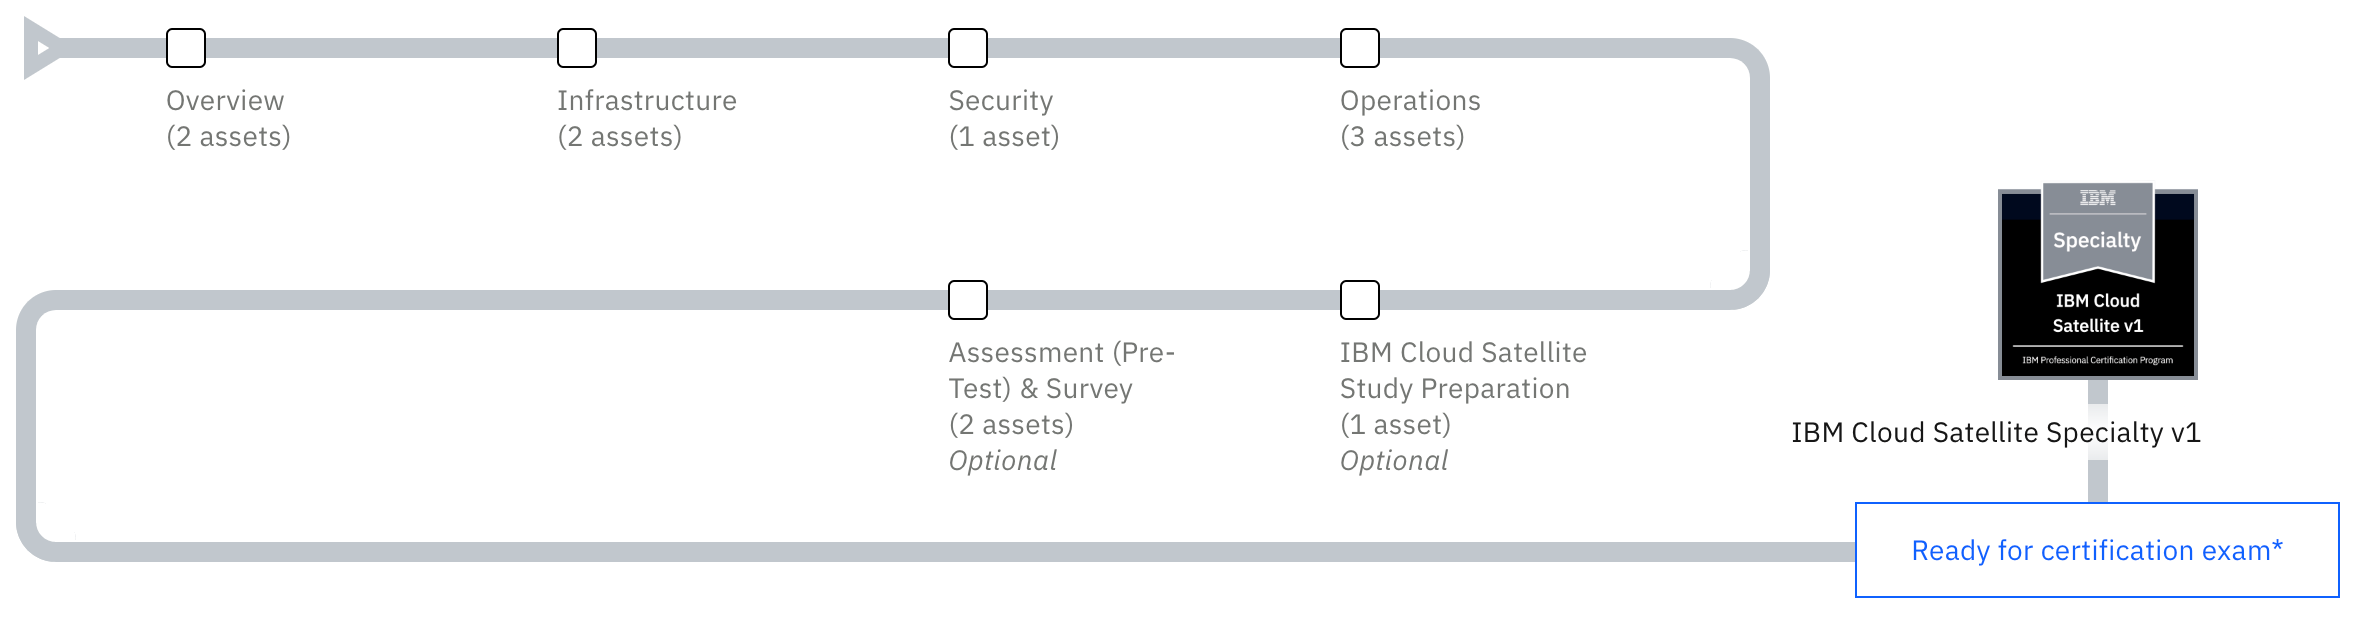 Overview
(2 assets)
Infrastructure
(2 assets)
Security
(1 asset)
Operations
(3 assets)
IBM
Specialty
IBM Cloud
Satellite v1
IBM Professional Certification Program
IBM Cloud Satellite Specialty v1
IBM Cloud Satellite
Study Preparation
(1 asset)
Optional
Assessment (Pre-
Test) & Survey
(2 assets)
Optional
Ready for certification exam*